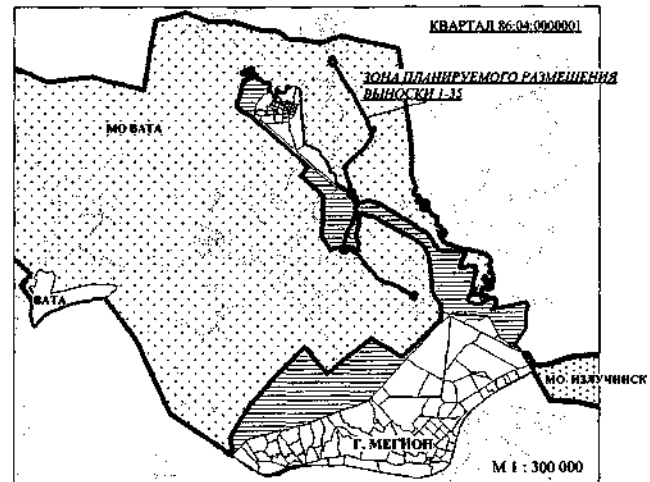 КВАРТАЛ 86:04:0000001
ЗОНА ПЛАНИРУЕМОГО РАЗМЕЩЕНИЯ
ВЫНОСКИ 1-35
МО ВАТА
ВАТА
МО ИЗЛУЧИНСК
Г. МЕГИОН
М 1 : 300 000